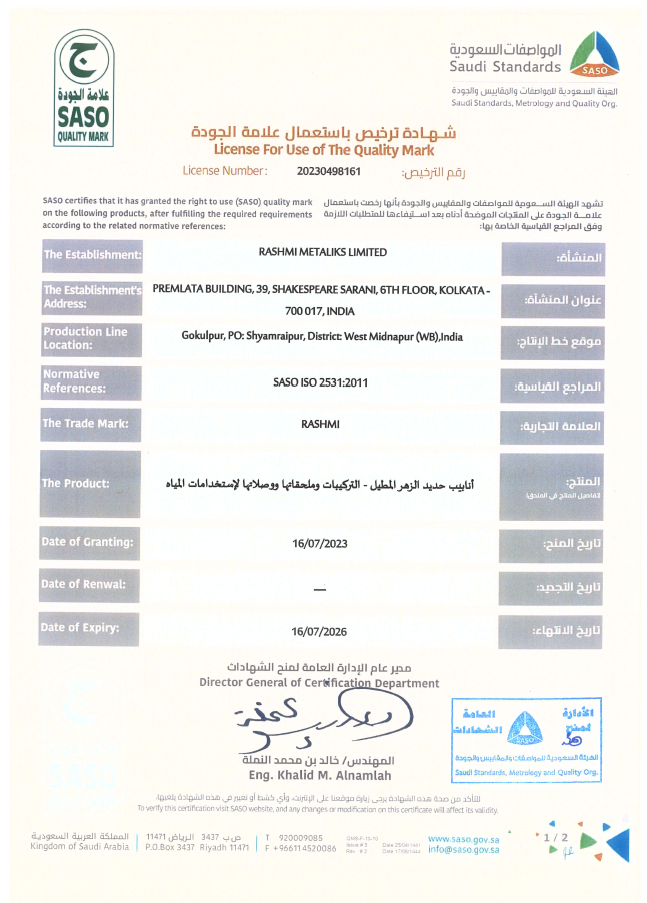 علامة الجودة
SASO
QUALITY MARK
المواصفات السعودية
Saudi Standards
SASO
الهيئة السعودية للمواصفات والمقاييس والجودة
Saudi Standards, Metrology and Quality Org.
شهادة ترخيص باستعمال علامة الجودة
License For Use of The Quality Mark
License Number: 20230498161 رقم الترخيص:
SASO certifies that it has granted the right to use (SASO) quality mark
on the following products, after fulfilling the required requirements
according to the related normative references:
تشهد الهيئة السعودية للمواصفات والمقاييس والجودة بأنها رخصت باستعمال
علامة الجودة على المنتجات الموضحة أدناه بعد استيفاءها للمتطلبات اللازمة
وفق المراجع القياسية الخاصة بها:
The Establishment: RASHMI METALIKS LIMITED المنشأة:
The Establishment's Address: PREMLATA BUILDING, 39, SHAKESPEARE SARANI, 6TH FLOOR, KOLKATA -
700 017, INDIA عنوان المنشأة:
Production Line Location: Gokulpur, PO: Shyamraipur, District: West Midnapur (WB),India موقع خط الإنتاج:
Normative References: SASO ISO 2531:2011 المراجع القياسية:
The Trade Mark: RASHMI العلامة التجارية:
The Product: أنابيب حديد الزهر المطيل - التركيبات وملحقاتها ووصلاتها لإستخدامات المياه المنتج:
Date of Granting: 16/07/2023 تاريخ المنح:
Date of Renwal: — تاريخ التجديد:
Date of Expiry: 16/07/2026 تاريخ الانتهاء:
مدير عام الإدارة العامة لمنح الشهادات
Director General of Certification Department
المهندس/ خالد بن محمد النملة
Eng. Khalid M. Alnamlah
الإدارة العامة
لمنح الشهادات
SASO
الهيئة السعودية للمواصفات والمقاييس والجودة
Saudi Standards, Metrology and Quality Org.
للتأكد من صحة هذه الشهادة يرجى زيارة موقعنا على الإنترنت، وأي كشط أو تغيير في هذه الشهادة يلغيها.
To verify this certification visit SASO website, and any changes or modification on this certificate will affect its validity.
المملكة العربية السعودية
Kingdom of Saudi Arabia
ص ب 3437 الرياض 11471
P.O.Box 3437 Riyadh 11471
T 920009085
F +966114520086
www.saso.gov.sa
info@saso.gov.sa
1 / 2